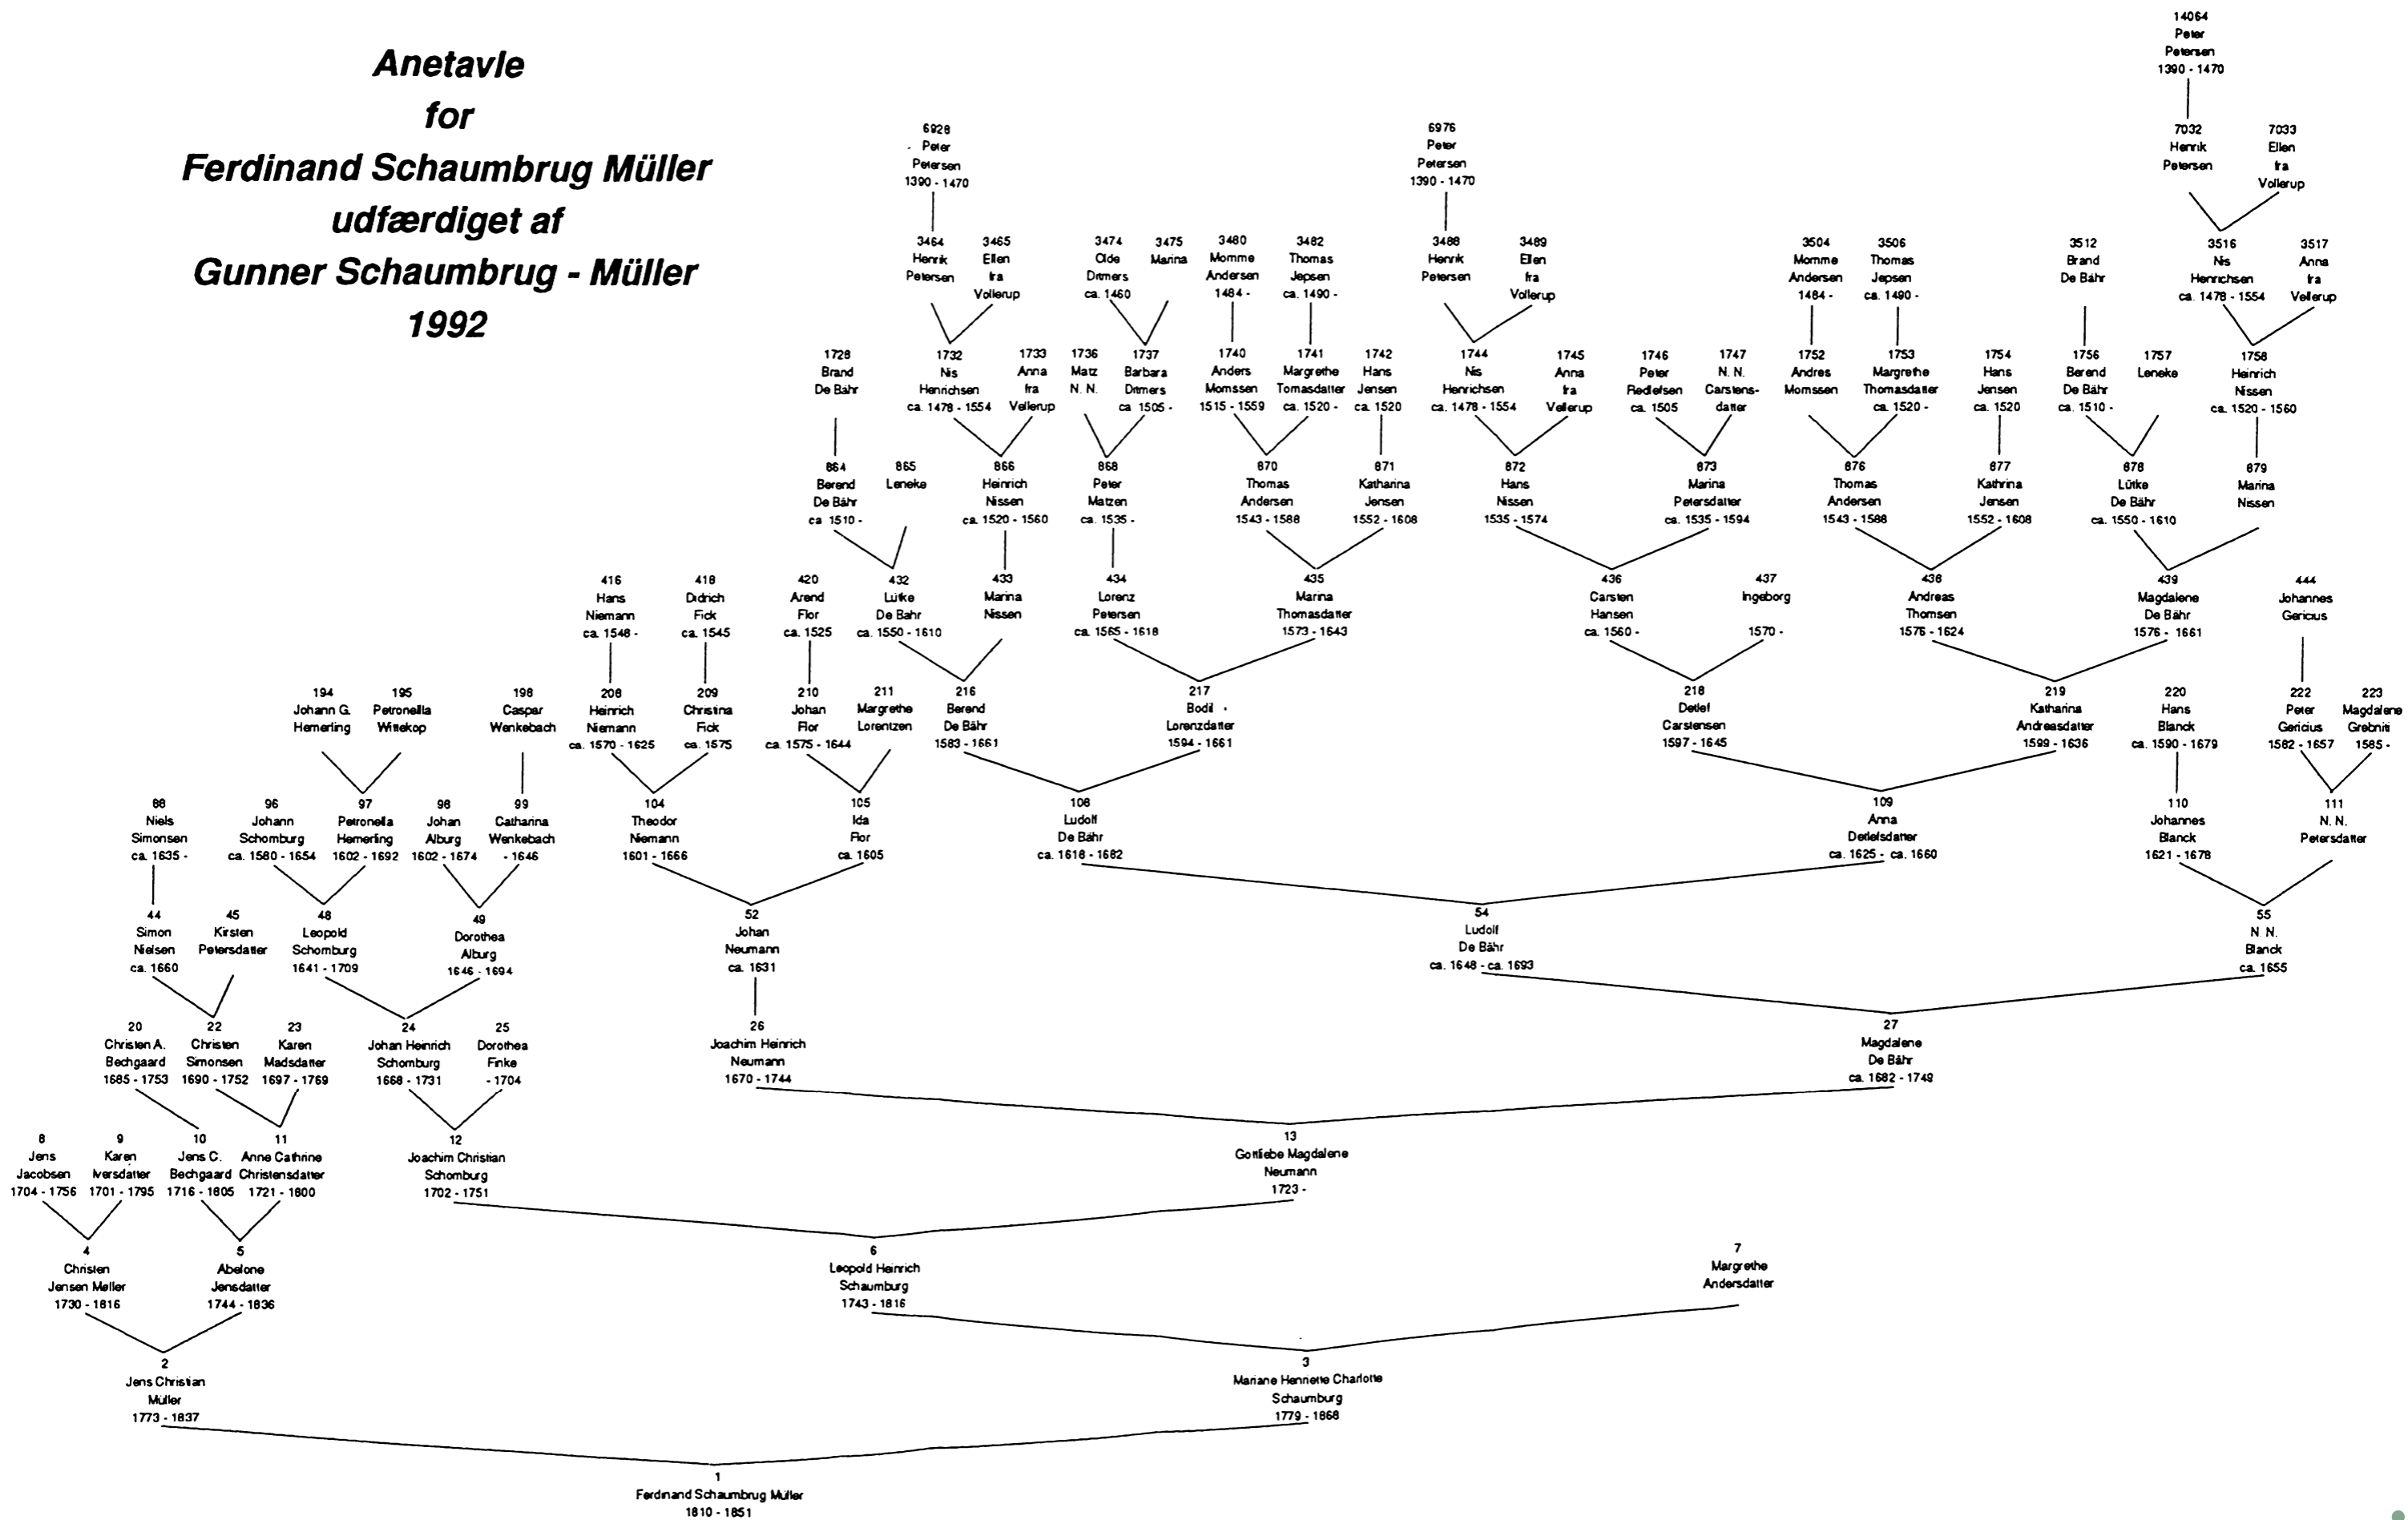 Anetavle
for
Ferdinand Schaumbrug Müller
udfærdiget af
Gunner Schaumbrug - Müller
1992
14064
Peter
Petersen
1390 - 1470
6928
Peter
Petersen
1390 - 1470
6976
Peter
Petersen
1390 - 1470
7032
Henrik
Petersen
7033
Ellen
fra
Vollerup
3464
Henrik
Petersen
3465
Ellen
fra
Vollerup
3474
Olde
Ditmers
ca. 1460
3475
Marina
3480
Momme
Andersen
1484 -
3482
Thomas
Jepsen
ca. 1490 -
3488
Henrik
Petersen
3489
Ellen
fra
Vollerup
3504
Momme
Andersen
1484 -
3506
Thomas
Jepsen
ca. 1490 -
3512
Brand
De Bähr
3516
Nis
Henrichsen
ca. 1478 - 1554
3517
Anna
fra
Vellerup
1728
Brand
De Bähr
1732
Nis
Henrichsen
ca. 1478 - 1554
1733
Anna
fra
Vellerup
1736
Matz
N. N.
1737
Barbara
Ditmers
ca 1505 -
1740
Anders
Momssen
1515 - 1559
1741
Margrethe
Tomasdatter
ca. 1520 -
1742
Hans
Jensen
ca. 1520
1744
Nis
Henrichsen
ca. 1478 - 1554
1745
Anna
fra
Vellerup
1746
Peter
Redlefsen
ca. 1505
1747
N. N.
Carstens-
datter
1752
Andres
Momssen
1753
Margrethe
Thomasdatter
ca. 1520 -
1754
Hans
Jensen
ca. 1520
1756
Berend
De Bähr
ca. 1510 -
1757
Leneke
1758
Heinrich
Nissen
ca. 1520 - 1560
864
Berend
De Bähr
ca 1510 -
865
Leneke
866
Heinrich
Nissen
ca. 1520 - 1560
868
Peter
Matzen
ca. 1535 -
870
Thomas
Andersen
1543 - 1588
871
Katharina
Jensen
1552 - 1608
872
Hans
Nissen
1535 - 1574
873
Marina
Petersdatter
ca. 1535 - 1594
876
Thomas
Andersen
1543 - 1588
877
Kathrina
Jensen
1552 - 1608
878
Lütke
De Bähr
ca. 1550 - 1610
879
Marina
Nissen
416
Hans
Niemann
ca. 1548 -
418
Didrich
Fick
ca. 1545
420
Arend
Flor
ca. 1525
432
Lütke
De Bahr
ca. 1550 - 1610
433
Marina
Nissen
434
Lorenz
Petersen
ca. 1565 - 1618
435
Marina
Thomasdatter
1573 - 1643
436
Carsten
Hansen
ca. 1560 -
437
Ingeborg
1570 -
438
Andreas
Thomsen
1576 - 1624
439
Magdalene
De Bähr
1576 - 1661
444
Johannes
Gericius
194
Johann G.
Hemerling
195
Petronella
Wittekop
198
Caspar
Wenkebach
208
Heinrich
Niemann
ca. 1570 - 1625
209
Christina
Fick
ca. 1575
210
Johan
Flor
ca. 1575 - 1644
211
Margrethe
Lorentzen
216
Berend
De Bähr
1583 - 1661
217
Bodil
Lorenzdatter
1594 - 1661
218
Detlef
Carstensen
1597 - 1645
219
Katharina
Andreasdatter
1599 - 1636
220
Hans
Blanck
ca. 1590 - 1679
222
Peter
Gericius
1582 - 1657
223
Magdalene
Grebniti
1585 -
88
Niels
Simonsen
ca. 1635 -
96
Johann
Schomburg
ca. 1580 - 1654
97
Petronella
Hemerling
1602 - 1692
98
Johan
Alburg
1602 - 1674
99
Catharina
Wenkebach
- 1646
104
Theodor
Niemann
1601 - 1666
105
Ida
Flor
ca. 1605
108
Ludolf
De Bähr
ca. 1618 - 1682
109
Anna
Detlefsdatter
ca. 1625 - ca. 1660
110
Johannes
Blanck
1621 - 1678
111
N. N.
Petersdatter
44
Simon
Nielsen
ca. 1660
45
Kirsten
Petersdatter
48
Leopold
Schomburg
1641 - 1709
49
Dorothea
Alburg
1646 - 1694
52
Johan
Neumann
ca. 1631
54
Ludolf
De Bähr
ca. 1648 - ca. 1693
55
N N.
Blanck
ca. 1655
20
Christen A.
Bechgaard
1685 - 1753
22
Christen
Simonsen
1690 - 1752
23
Karen
Madsdatter
1697 - 1769
24
Johan Heinrich
Schomburg
1668 - 1731
25
Dorothea
Finke
- 1704
26
Joachim Heinrich
Neumann
1670 - 1744
27
Magdalene
De Bähr
ca. 1682 - 1749
8
Jens
Jacobsen
1704 - 1756
9
Karen
Iversdatter
1701 - 1795
10
Jens C.
Bechgaard
1716 - 1805
11
Anne Cathrine
Christensdatter
1721 - 1800
12
Joachim Christian
Schomburg
1702 - 1751
13
Gottliebe Magdalene
Neumann
1723 -
4
Christen
Jensen Møller
1730 - 1816
5
Abelone
Jensdatter
1744 - 1836
6
Leopold Heinrich
Schaumburg
1743 - 1816
7
Margrethe
Andersdatter
2
Jens Christian
Müller
1773 - 1837
3
Mariane Henriette Charlotte
Schaumburg
1779 - 1868
1
Ferdinand Schaumbrug Müller
1810 - 1851